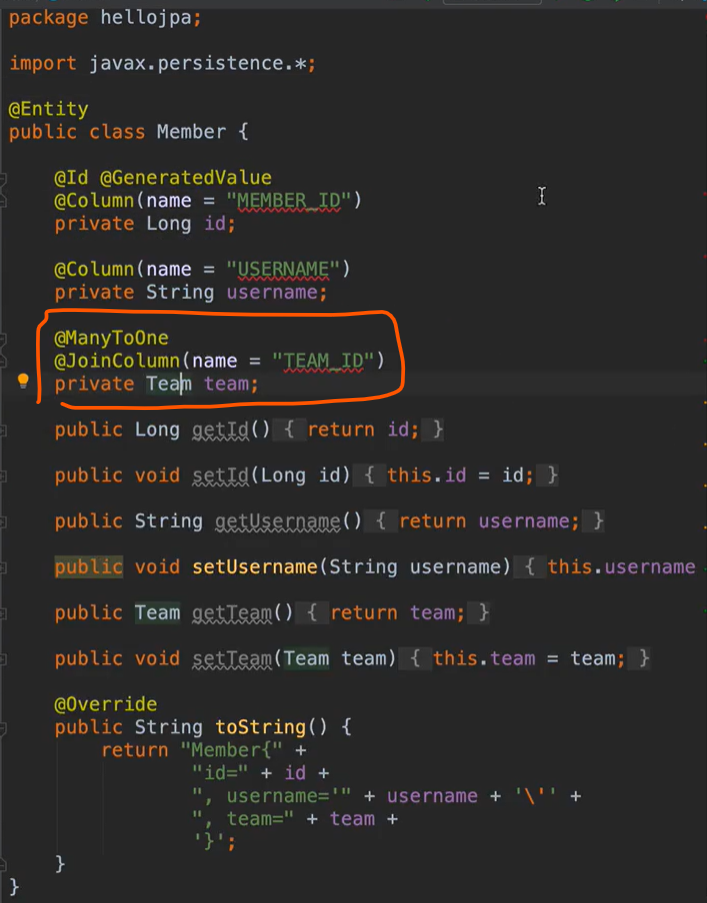 package hellojpa;
import javax.persistence.*;
@Entity
public class Member {
@Id @GeneratedValue
@Column(name = "MEMBER_ID")
private Long id;
@Column(name = "USERNAME")
private String username;
@ManyToOne
@JoinColumn(name = "TEAM_ID")
private Team team;
public Long getId() { return id; }
public void setId(Long id) { this.id = id; }
public String getUsername() { return username; }
public void setUsername(String username) { this.username
public Team getTeam() { return team; }
public void setTeam(Team team) { this.team = team; }
@Override
public String toString() {
return "Member{" +
"id=" + id +
", username='" + username + '\'' +
", team=" + team +
'}';
}
}